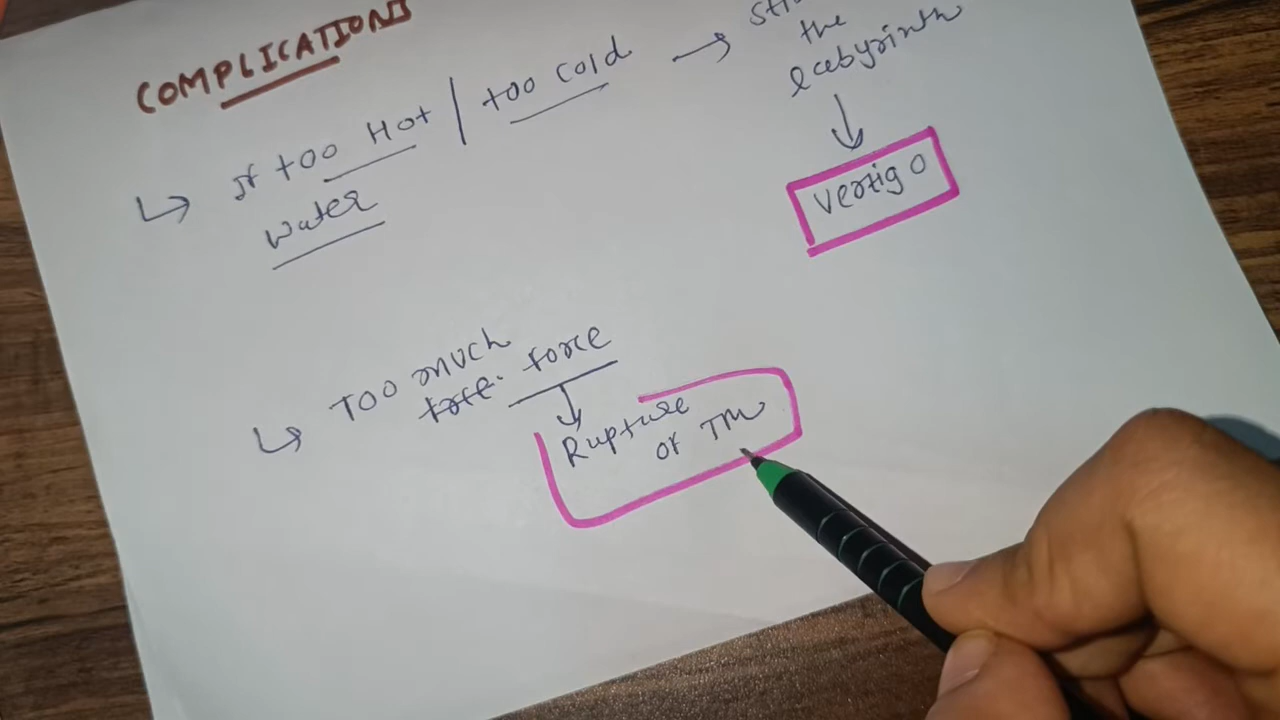 COMPLICATIONS
↳ If too Hot / too cold →
the
labyrinth
water
↓
Vertigo
↳ Too much
force
↓
Rupture
of TM